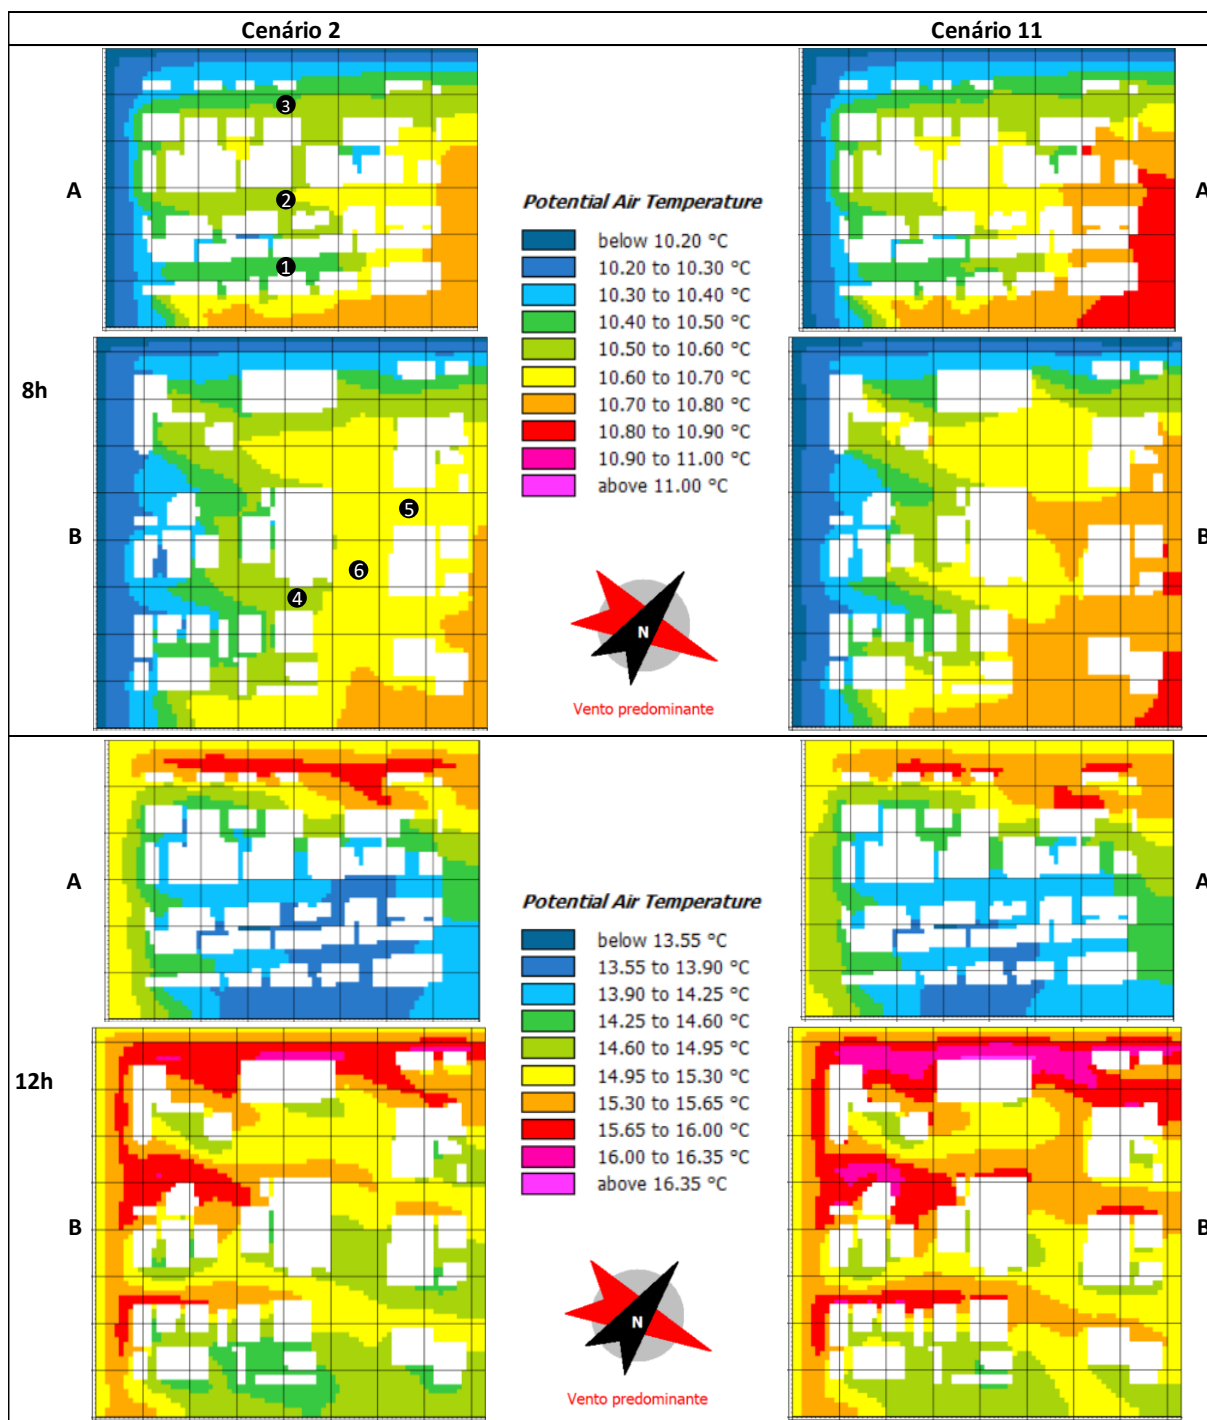 Cenário 2
Cenário 11
8h
A
3
2
1
Potential Air Temperature
below 10.20 °C
10.20 to 10.30 °C
10.30 to 10.40 °C
10.40 to 10.50 °C
10.50 to 10.60 °C
10.60 to 10.70 °C
10.70 to 10.80 °C
10.80 to 10.90 °C
10.90 to 11.00 °C
above 11.00 °C
A
B
5
6
4
N
Vento predominante
B
12h
A
Potential Air Temperature
below 13.55 °C
13.55 to 13.90 °C
13.90 to 14.25 °C
14.25 to 14.60 °C
14.60 to 14.95 °C
14.95 to 15.30 °C
15.30 to 15.65 °C
15.65 to 16.00 °C
16.00 to 16.35 °C
above 16.35 °C
A
B
N
Vento predominante
B